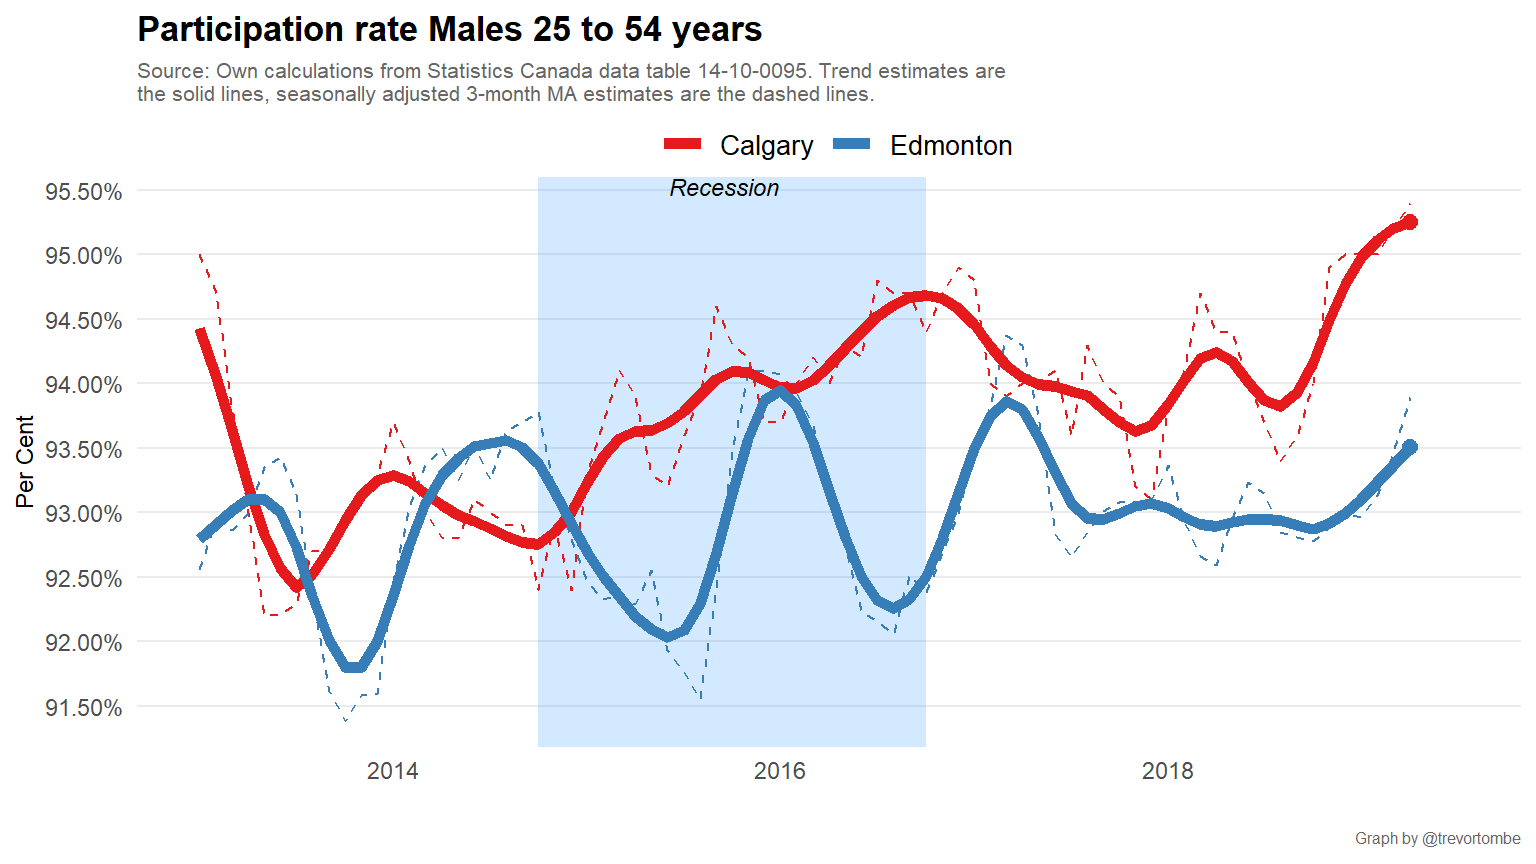 Participation rate Males 25 to 54 years
Source: Own calculations from Statistics Canada data table 14-10-0095. Trend estimates are
the solid lines, seasonally adjusted 3-month MA estimates are the dashed lines.
Calgary Edmonton
Recession
95.50%
95.00%
94.50%
94.00%
93.50%
93.00%
92.50%
92.00%
91.50%
Per Cent
2014 2016 2018
Graph by @trevortombe